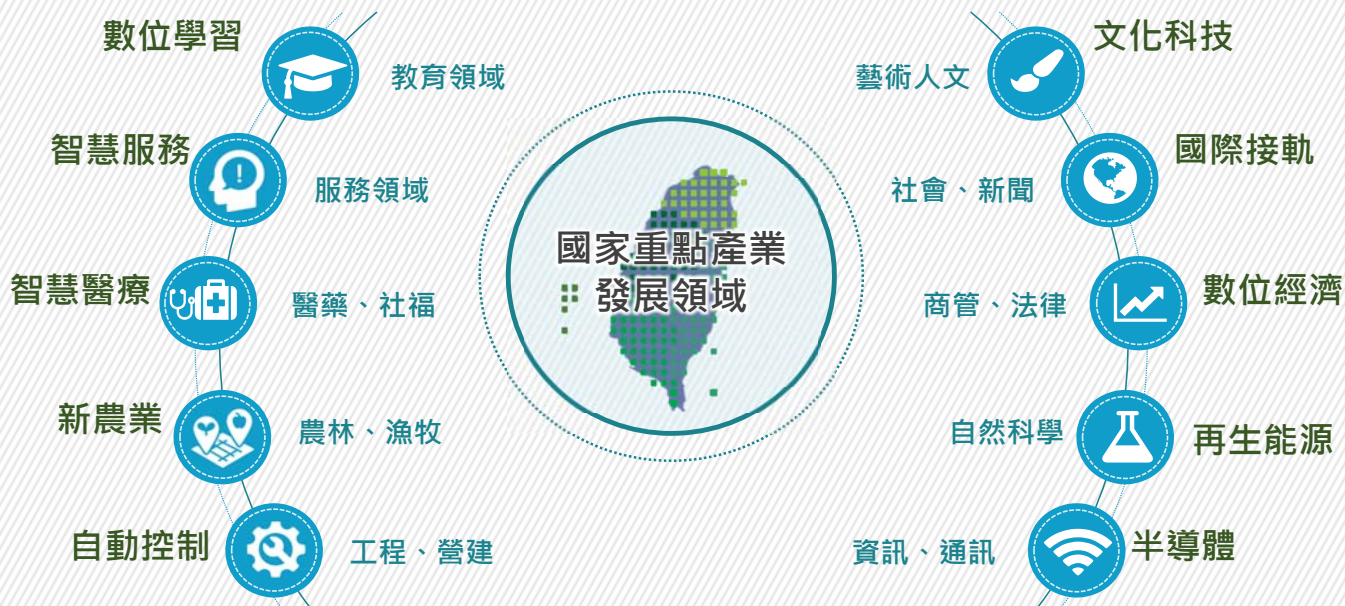 數位學習
教育領域
智慧服務
服務領域
智慧醫療
醫藥、社福
新農業
農林、漁牧
自動控制
工程、營建
國家重點產業
發展領域
文化科技
藝術人文
國際接軌
社會、新聞
數位經濟
商管、法律
再生能源
自然科學
半導體
資訊、通訊